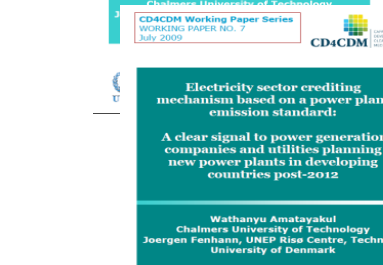 Chalmers University of Technology
CD4CDM Working Paper Series
WORKING PAPER NO. 7
July 2009
CD4CDM
Electricity sector crediting
mechanism based on a power plan
emission standard:
A clear signal to power generation
companies and utilities planning
new power plants in developing
countries post-2012
Wathanyu Amatayakul
Chalmers University of Technology
Joergen Fenhann, UNEP Risø Centre, Techn
University of Denmark